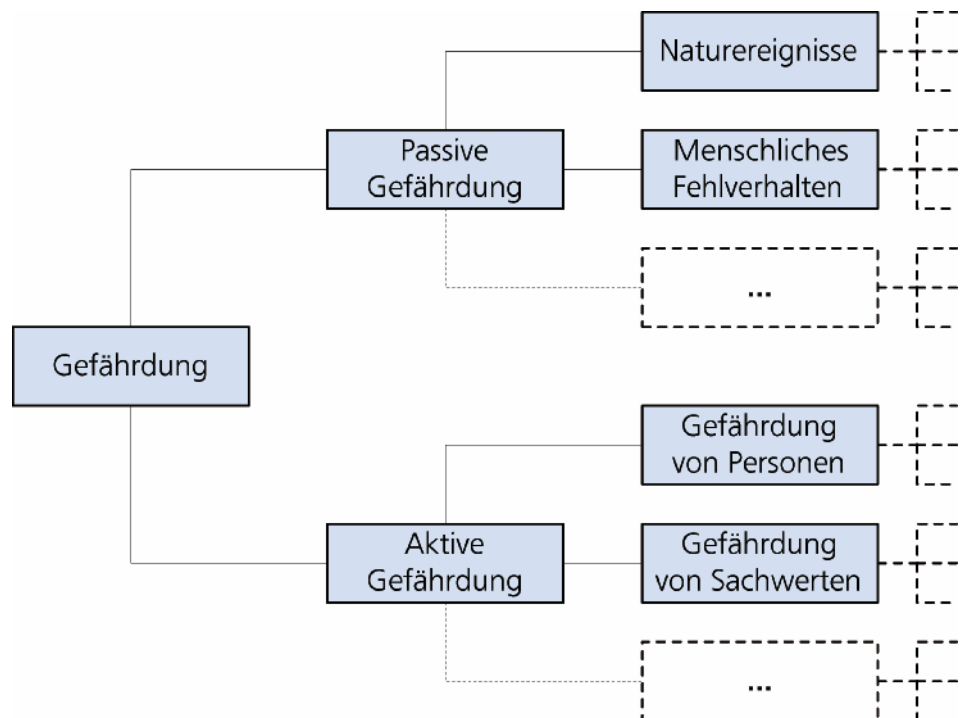 Naturereignisse
Passive
Gefährdung
Menschliches
Fehlverhalten
...
Gefährdung
Gefährdung
von Personen
Aktive
Gefährdung
Gefährdung
von Sachwerten
...